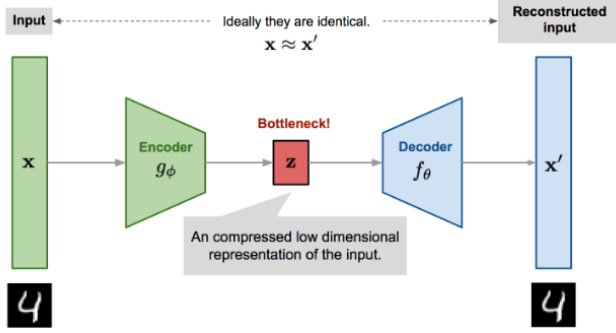 Input
Ideally they are identical.
x ≈ x′
Reconstructed
input
Bottleneck!
x
Encoder
gϕ
z
Decoder
fθ
x′
An compressed low dimensional
representation of the input.
4
4